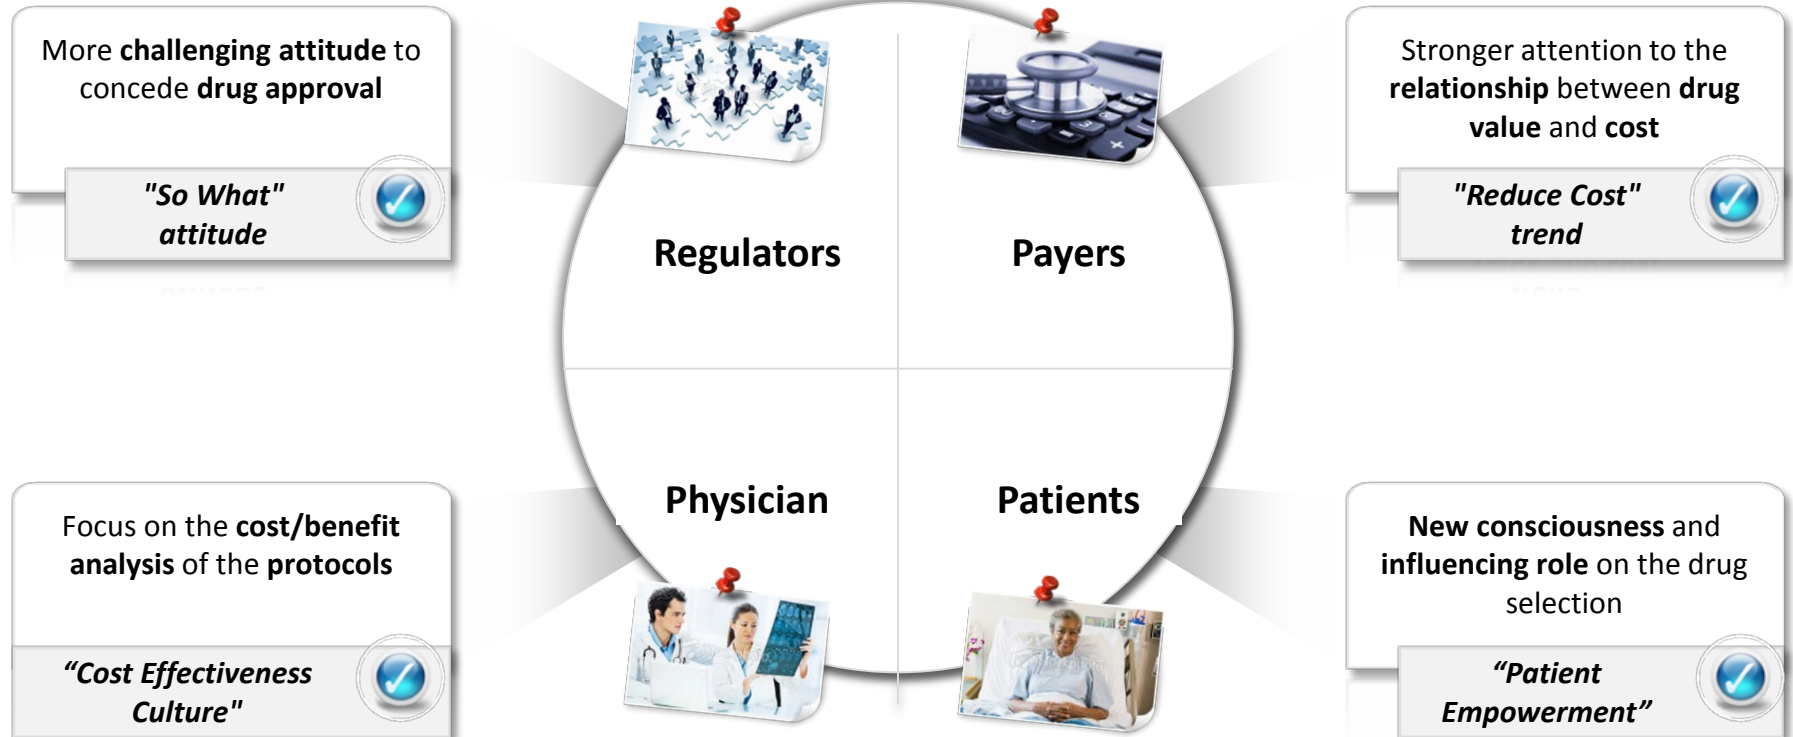 More challenging attitude to
concede drug approval
"So What"
attitude
Stronger attention to the
relationship between drug
value and cost
"Reduce Cost"
trend
Regulators
Payers
Physician
Patients
Focus on the cost/benefit
analysis of the protocols
“Cost Effectiveness
Culture"
New consciousness and
influencing role on the drug
selection
“Patient
Empowerment”